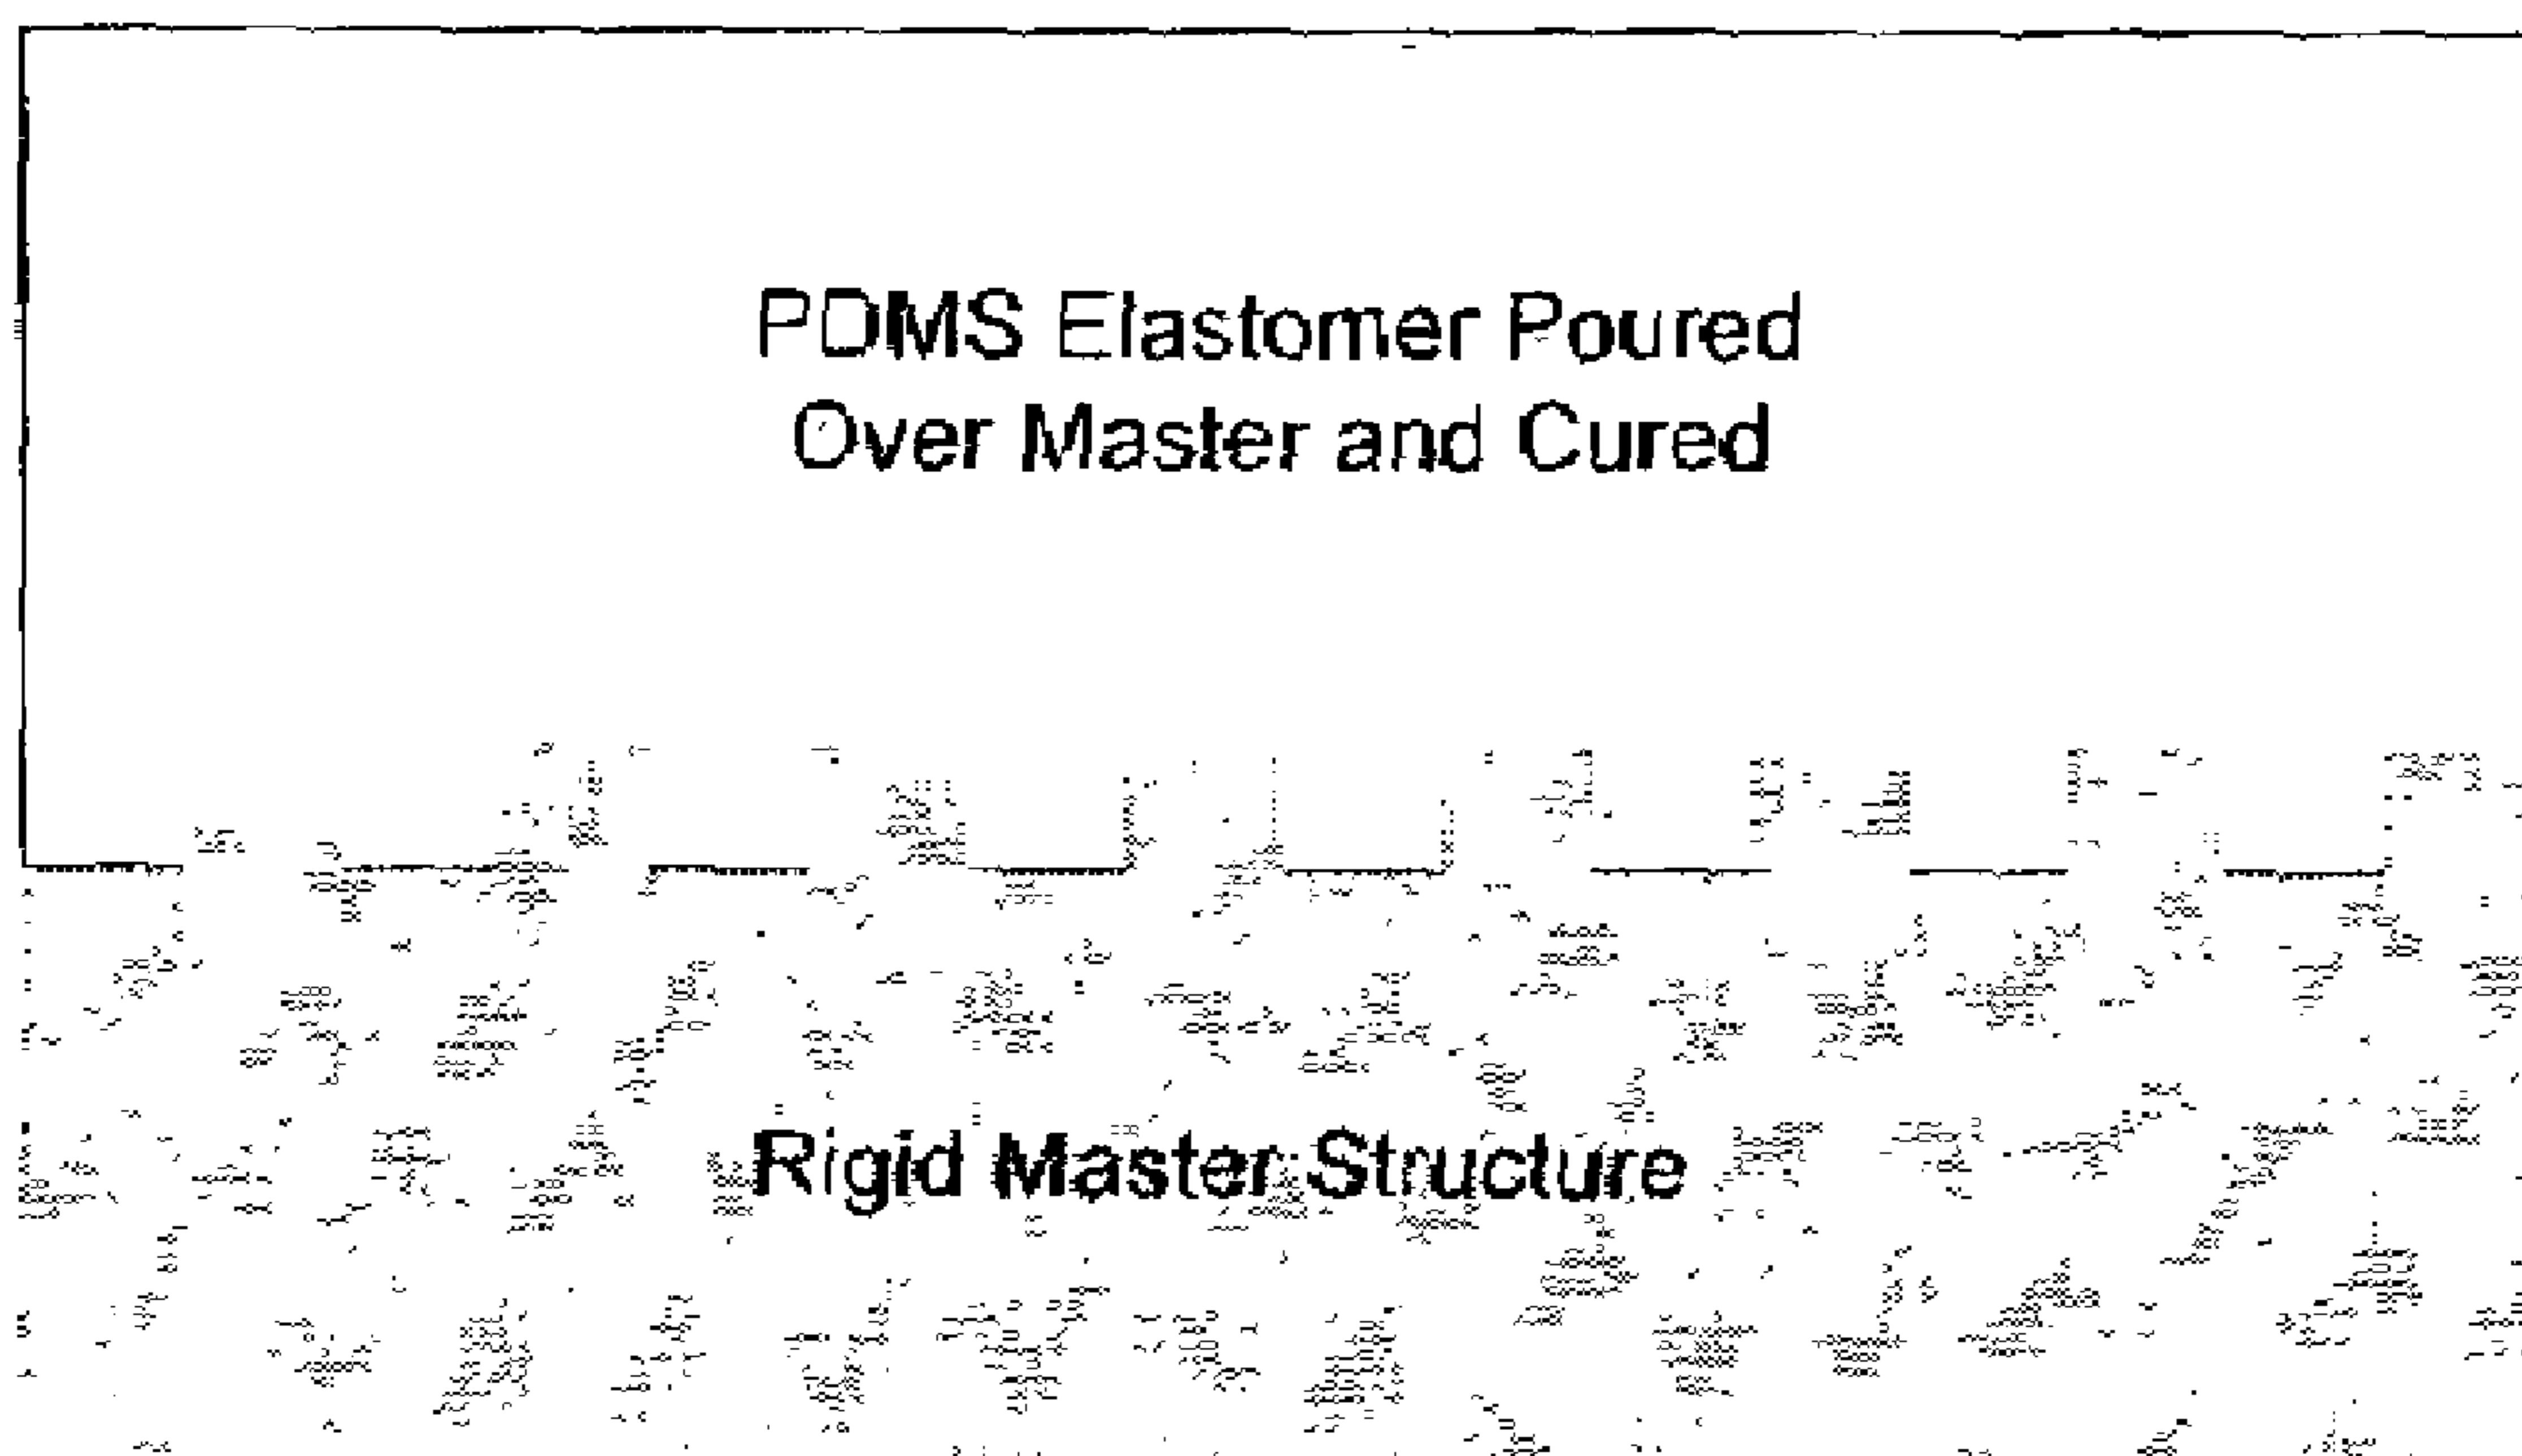 PDMS Elastomer Poured
Over Master and Cured
Rigid Master Structure